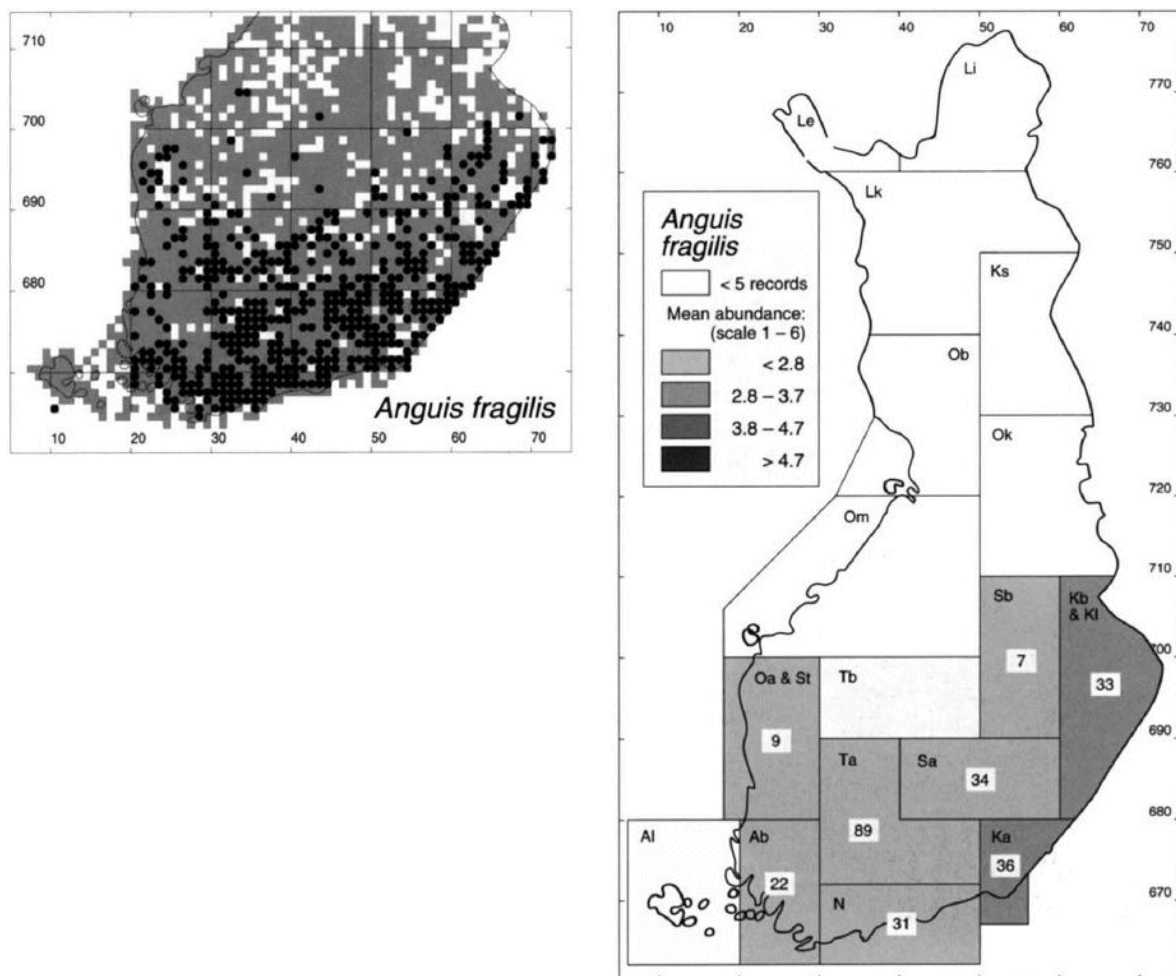 710
700
690
680
Anguis fragilis
10 20 30 40 50 60 70
10 20 30 40 50 60 70
Li
770
Le
760
Lk
Anguis
fragilis
750
Ks
< 5 records
Mean abundance:
(scale 1 – 6)
740
Ob
< 2.8
2.8 – 3.7
730
3.8 – 4.7
Ok
> 4.7
720
Om
710
Sb
Kb
& Kl
700
7
Oa & St
Tb
33
690
9
Ta
Sa
34
680
Al
Ab
89
Ka
36
22
670
N
31